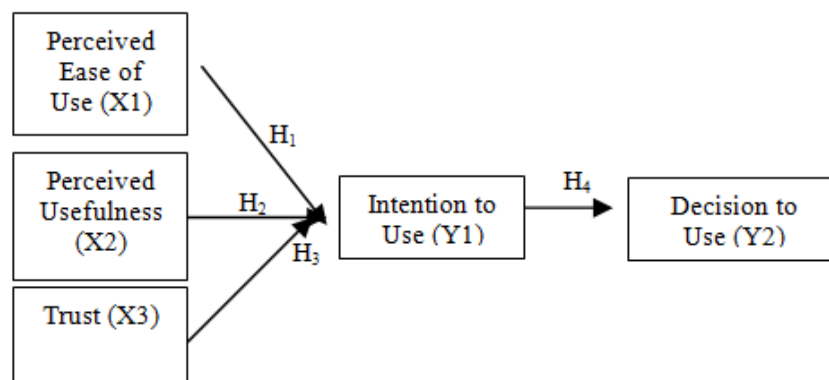 Perceived
Ease of
Use (X1)
H₁
Perceived
Usefulness
(X2)
H₂
H₃
Trust (X3)
Intention to
Use (Y1)
H₄
Decision to
Use (Y2)